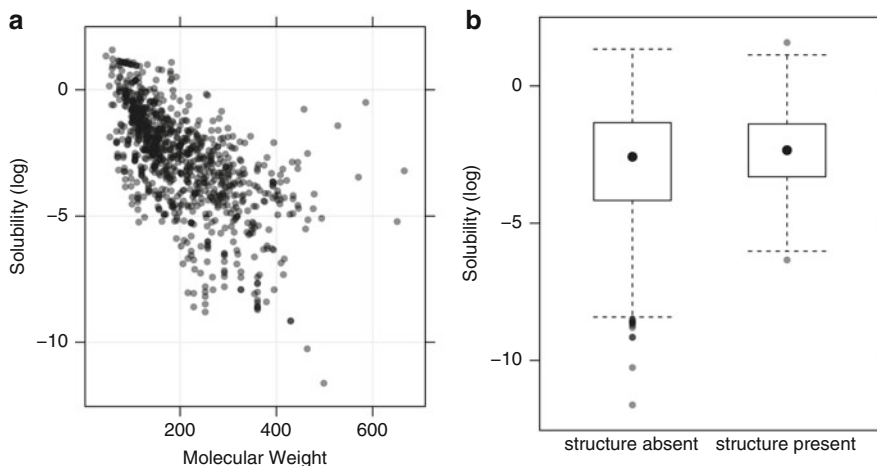 a
b
0
−5
−10
Solubility (log)
200
400
600
Molecular Weight
0
−5
−10
Solubility (log)
structure absent
structure present